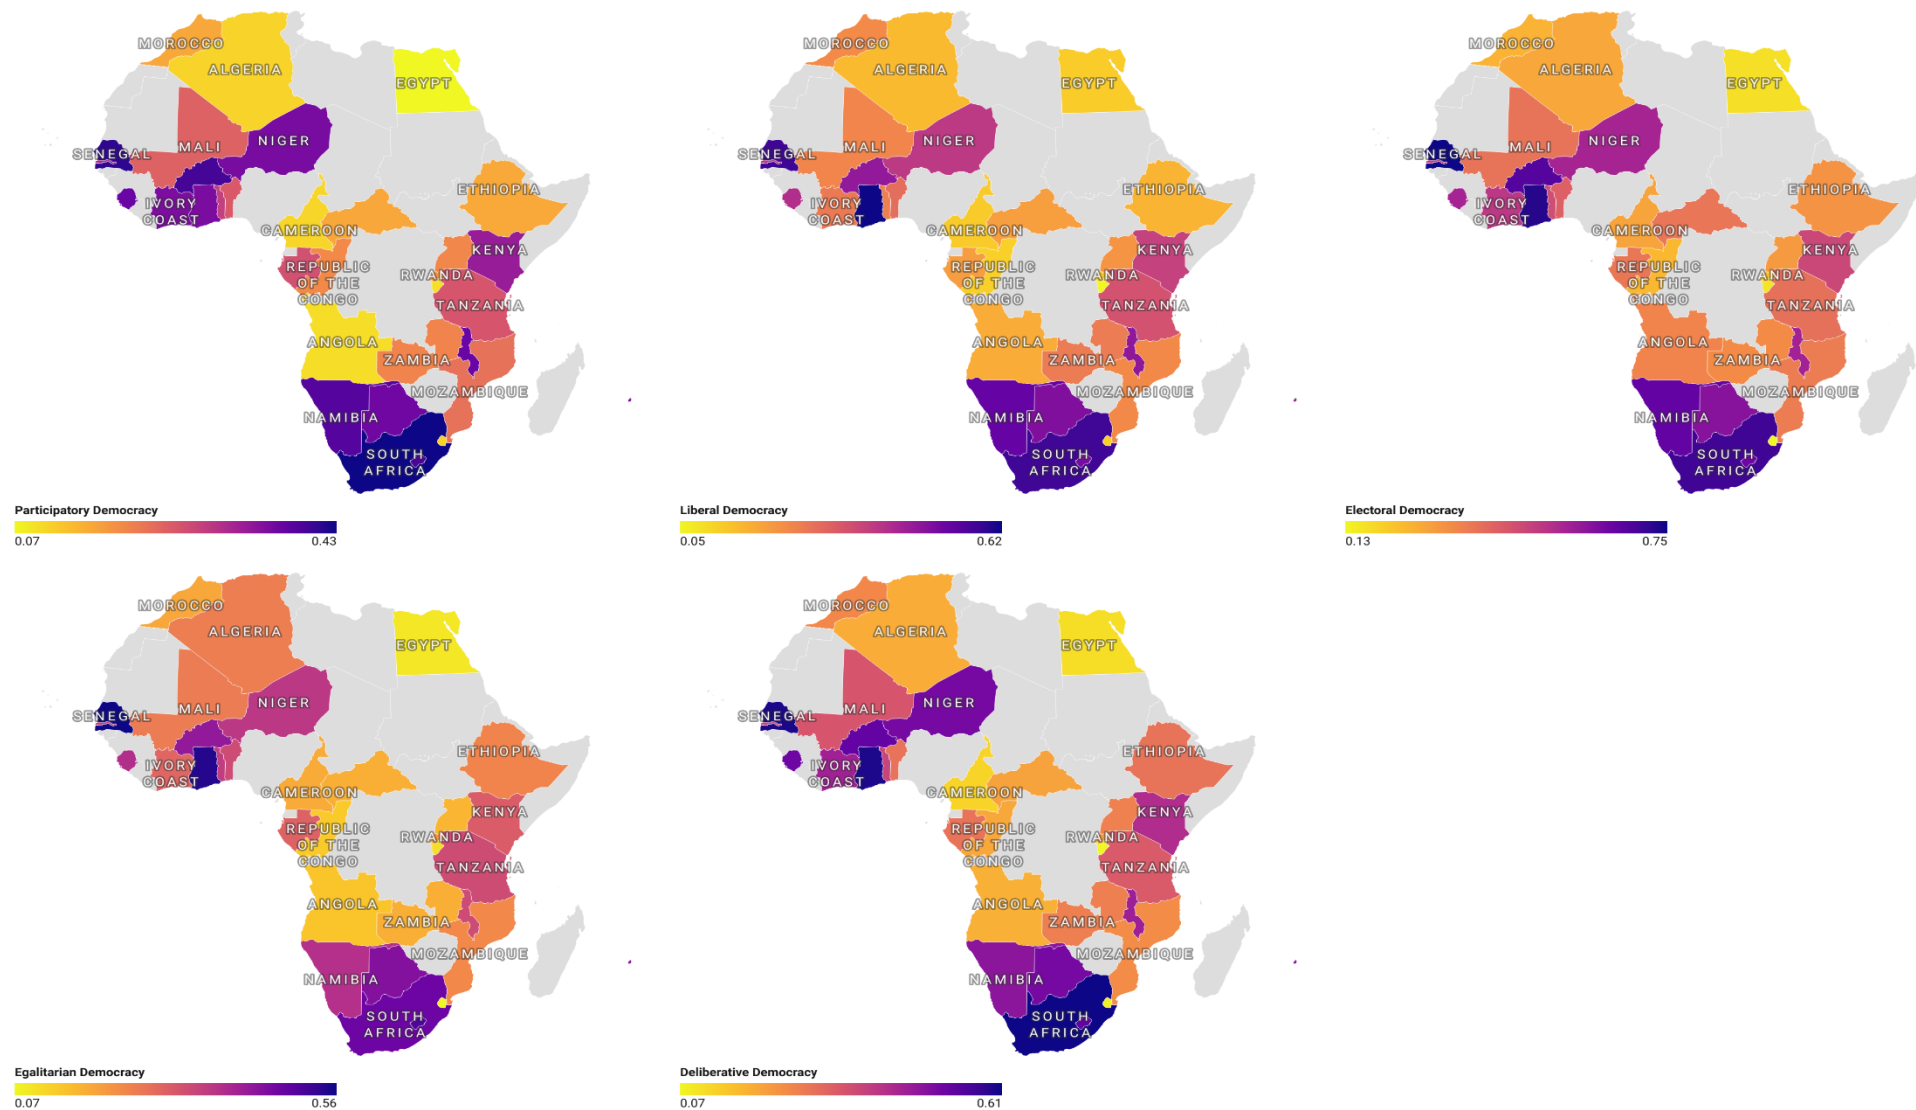 MOROCCO
ALGERIA
EGYPT
NIGER
MALI
SENEGAL
ETHIOPIA
IVORY
COAST
CAMEROON
KENYA
REPUBLIC
OF THE
CONGO
RWANDA
TANZANIA
ANGOLA
ZAMBIA
MOZAMBIQUE
NAMIBIA
SOUTH
AFRICA
Participatory Democracy
0.07 0.43
MOROCCO
ALGERIA
EGYPT
NIGER
MALI
SENEGAL
ETHIOPIA
IVORY
COAST
CAMEROON
KENYA
REPUBLIC
OF THE
CONGO
RWANDA
TANZANIA
ANGOLA
ZAMBIA
MOZAMBIQUE
NAMIBIA
SOUTH
AFRICA
Liberal Democracy
0.05 0.62
MOROCCO
ALGERIA
EGYPT
NIGER
MALI
SENEGAL
ETHIOPIA
IVORY
COAST
CAMEROON
KENYA
REPUBLIC
OF THE
CONGO
RWANDA
TANZANIA
ANGOLA
ZAMBIA
MOZAMBIQUE
NAMIBIA
SOUTH
AFRICA
Electoral Democracy
0.13 0.75
MOROCCO
ALGERIA
EGYPT
NIGER
MALI
SENEGAL
ETHIOPIA
IVORY
COAST
CAMEROON
KENYA
REPUBLIC
OF THE
CONGO
RWANDA
TANZANIA
ANGOLA
ZAMBIA
MOZAMBIQUE
NAMIBIA
SOUTH
AFRICA
Egalitarian Democracy
0.07 0.56
MOROCCO
ALGERIA
EGYPT
NIGER
MALI
SENEGAL
ETHIOPIA
IVORY
COAST
CAMEROON
KENYA
REPUBLIC
OF THE
CONGO
RWANDA
TANZANIA
ANGOLA
ZAMBIA
MOZAMBIQUE
NAMIBIA
SOUTH
AFRICA
Deliberative Democracy
0.07 0.61